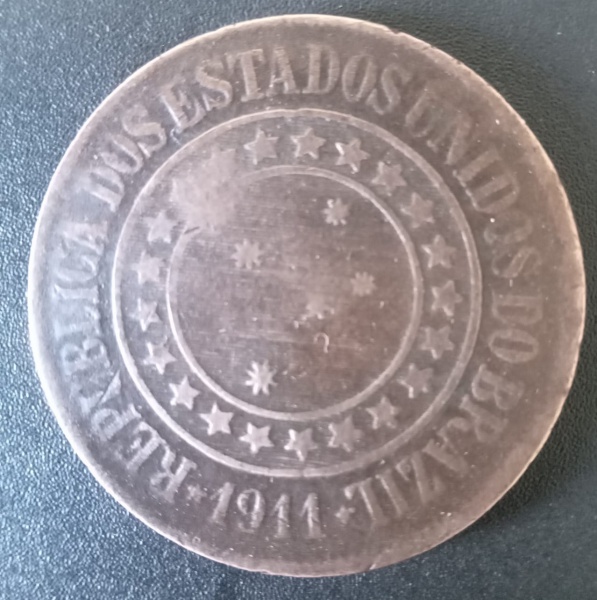 REPUBLICA DOS ESTADOS UNIDOS DO BRAZIL
1911